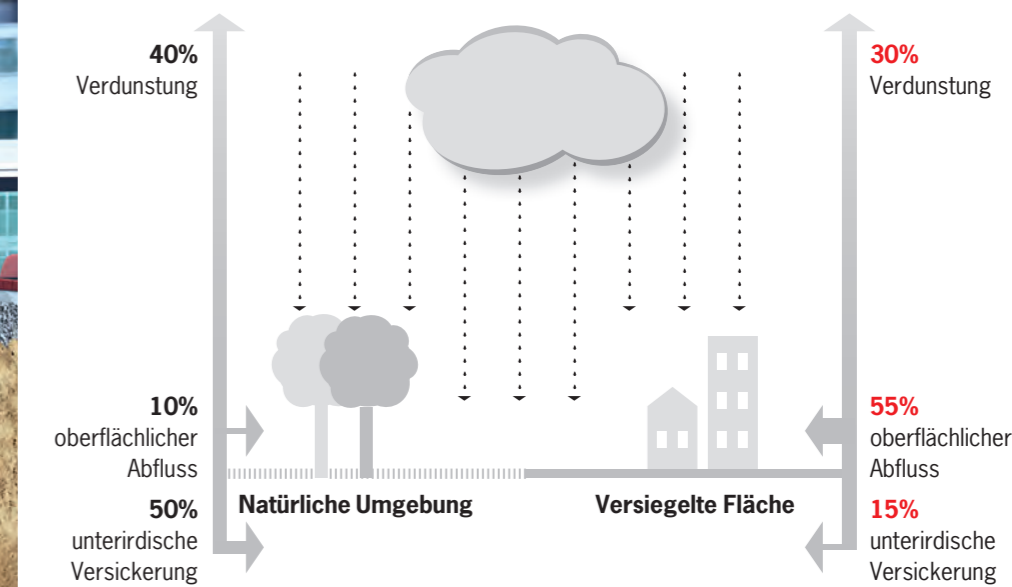 40%
Verdunstung
10%
oberflächlicher
Abfluss
50%
unterirdische
Versickerung
Natürliche Umgebung
Versiegelte Fläche
30%
Verdunstung
55%
oberflächlicher
Abfluss
15%
unterirdische
Versickerung